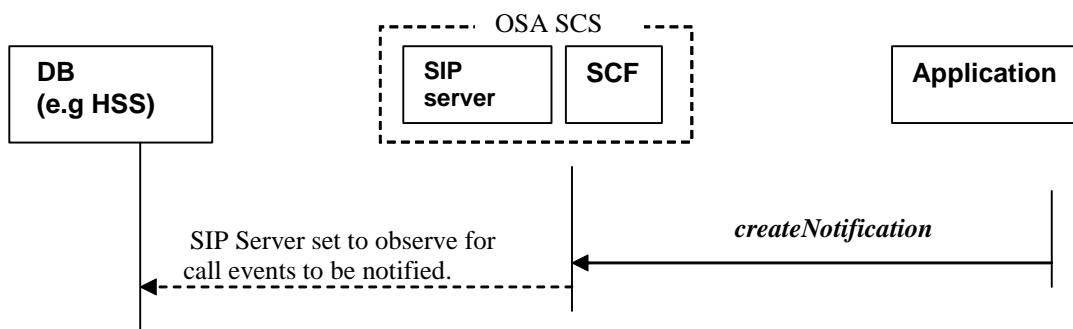 OSA SCS
DB
(e.g HSS)
SIP
server
SCF
Application
createNotification
SIP Server set to observe for
call events to be notified.